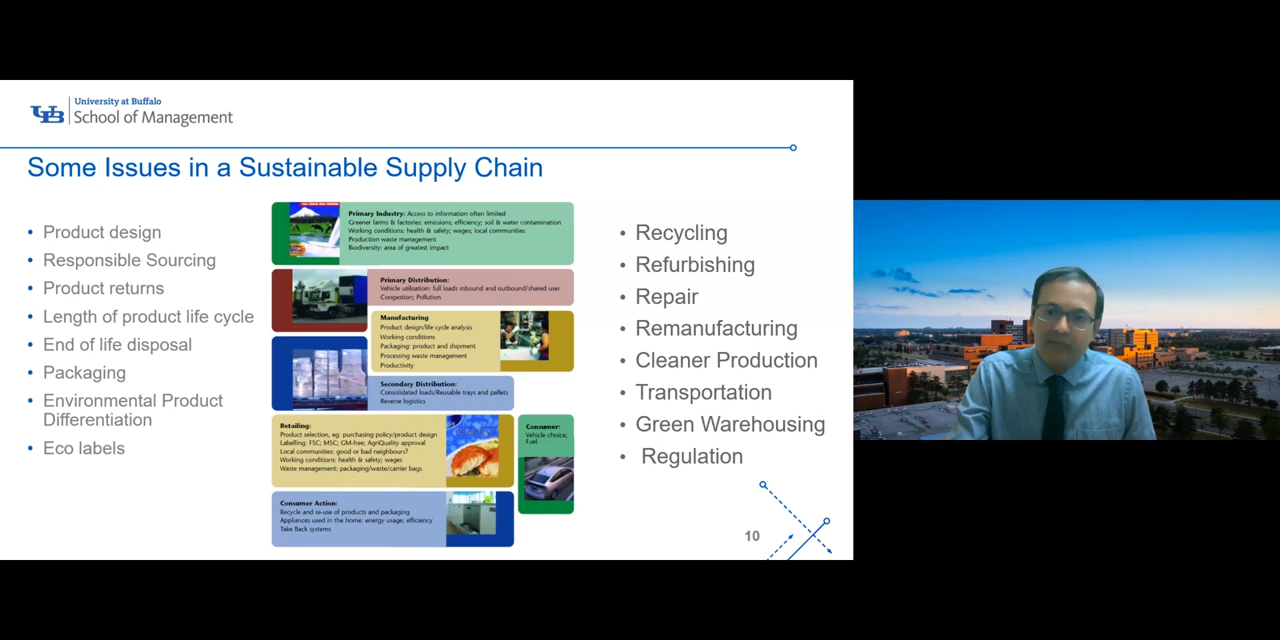 UB
University at Buffalo
School of Management
Some Issues in a Sustainable Supply Chain
• Product design
• Responsible Sourcing
• Product returns
• Length of product life cycle
• End of life disposal
• Packaging
• Environmental Product
Differentiation
• Eco labels
Primary Industry: Access to information often limited
Greener farms & factories: emissions; efficiency; soil & water contamination
Working conditions: health & safety; wages; local communities
Production waste management
Biodiversity: area of greatest impact
Primary Distribution:
Vehicle utilisation: full loads inbound and outbound/shared user
Congestion; Pollution
Manufacturing
Product design/life cycle analysis
Working conditions
Packaging: product and shipment
Processing waste management
Productivity
Secondary Distribution:
Consolidated loads/Reusable trays and pallets
Reverse logistics
Retailing:
Product selection, eg. purchasing policy/product design
Labelling: FSC; MSC; GM-free; AgriQuality approval
Local communities: good or bad neighbours?
Working conditions: health & safety; wages
Waste management: packaging/waste/carrier bags
Consumer:
Vehicle choice;
Fuel
Consumer Action:
Recycle and re-use of products and packaging
Appliances used in the home: energy usage; efficiency
Take Back systems
• Recycling
• Refurbishing
• Repair
• Remanufacturing
• Cleaner Production
• Transportation
• Green Warehousing
• Regulation
10